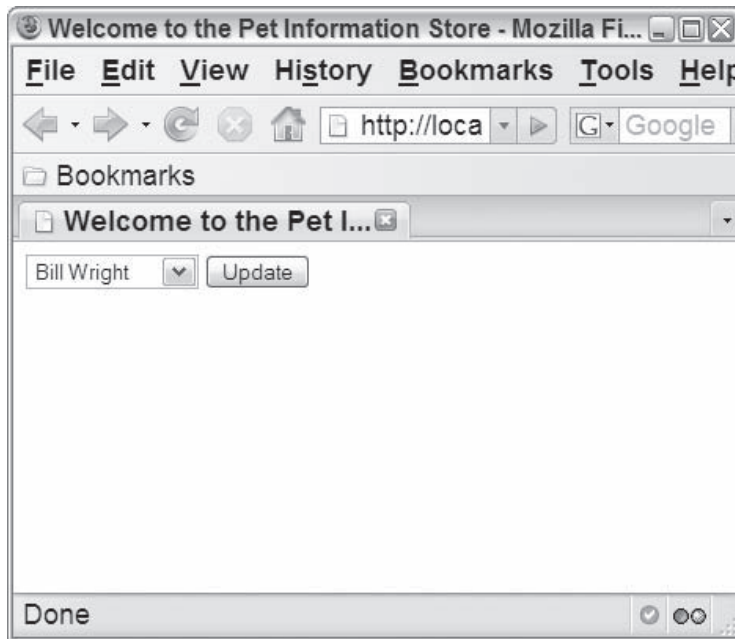 Welcome to the Pet Information Store - Mozilla Fi...
File Edit View History Bookmarks Tools Help
http://loca G Google
Bookmarks
Welcome to the Pet I...
Bill Wright Update
Done